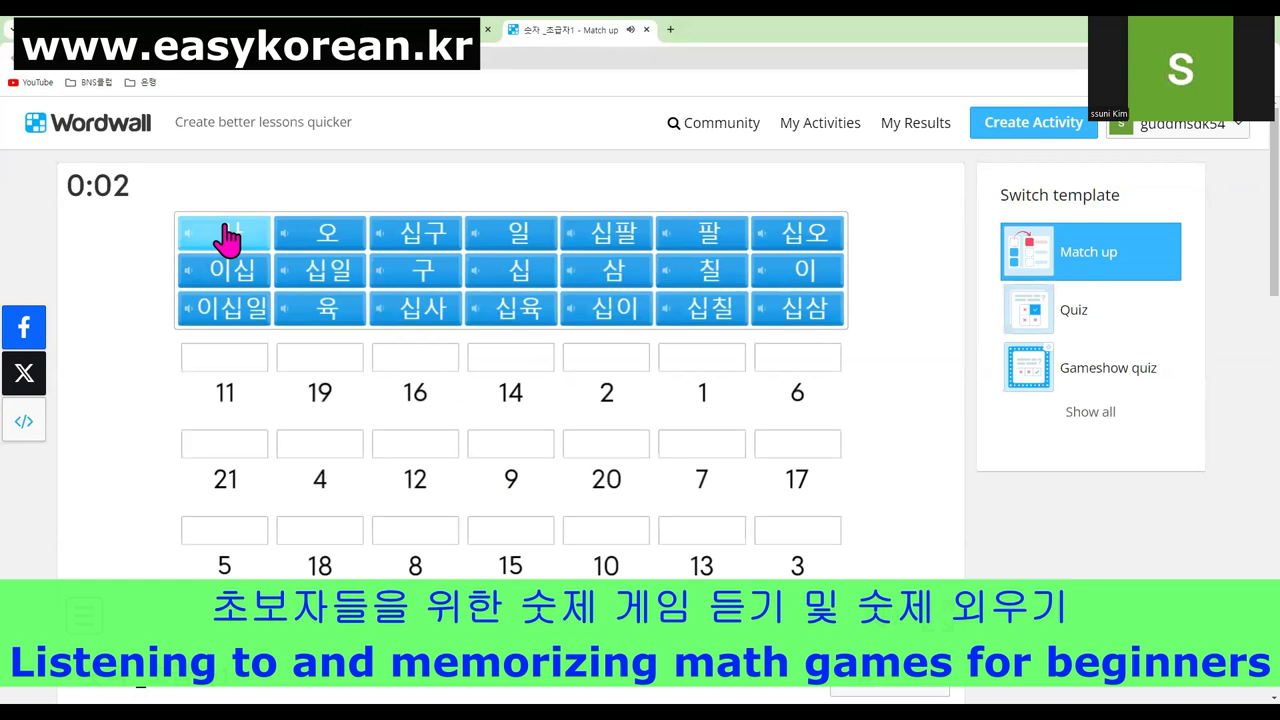 www.easykorean.kr
숫자 _초급자1 - Match up
YouTube
BNS클럽
은행
S
ssuni Kim
Wordwall
Create better lessons quicker
Community
My Activities
My Results
Create Activity
S
guddmsdk54
0:02
오 십구 일 십팔 팔 십오
이십 십일 구 십 삼 칠 이
이십일 육 십사 십육 십이 십칠 십삼
11 19 16 14 2 1 6
21 4 12 9 20 7 17
5 18 8 15 10 13 3
Switch template
Match up
Quiz
Gameshow quiz
Show all
초보자들을 위한 숫제 게임 듣기 및 숫제 외우기
Listening to and memorizing math games for beginners